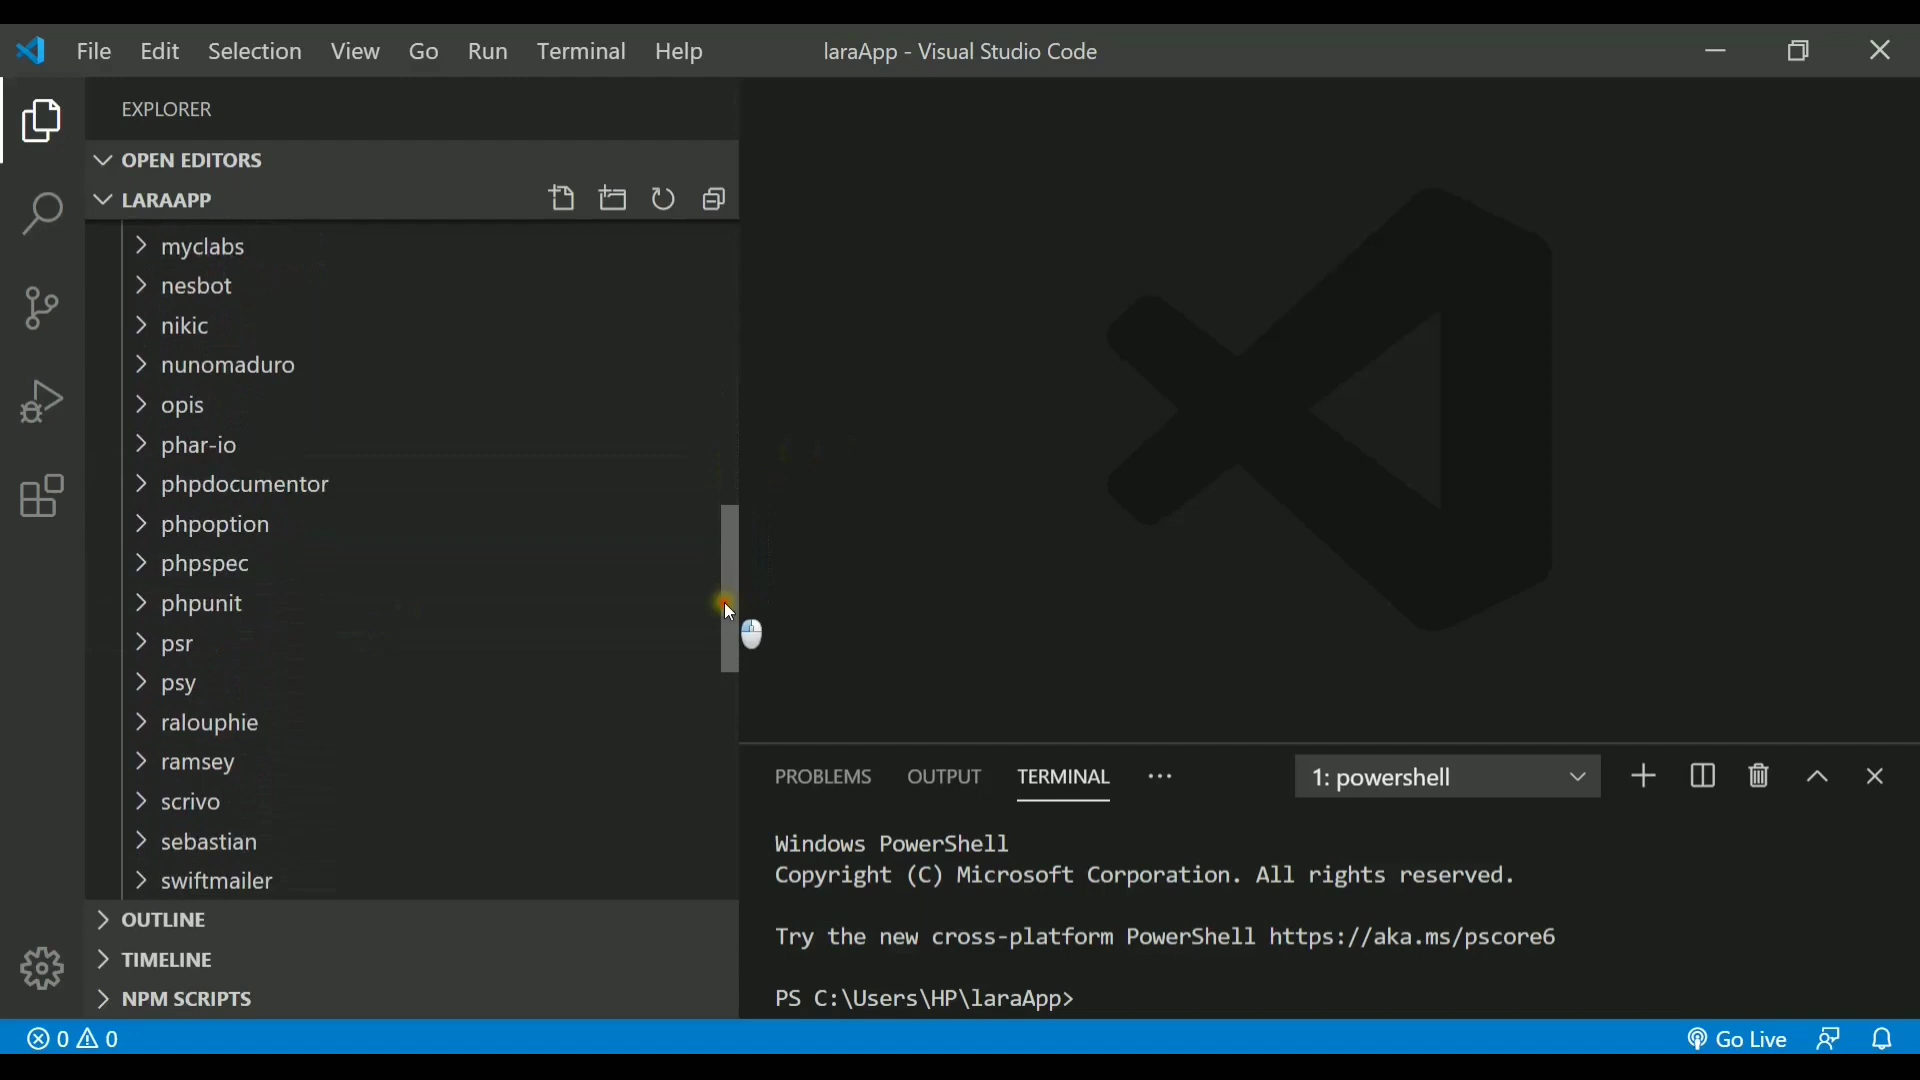 File Edit Selection View Go Run Terminal Help laraApp - Visual Studio Code
EXPLORER
OPEN EDITORS
LARAAPP
myclabs
nesbot
nikic
nunomaduro
opis
phar-io
phpdocumentor
phpoption
phpspec
phpunit
psr
psy
ralouphie
ramsey
scrivo
sebastian
swiftmailer
OUTLINE
TIMELINE
NPM SCRIPTS
PROBLEMS OUTPUT TERMINAL ··· 1: powershell
Windows PowerShell
Copyright (C) Microsoft Corporation. All rights reserved.
Try the new cross-platform PowerShell https://aka.ms/pscore6
PS C:\Users\HP\laraApp>
0 0 Go Live